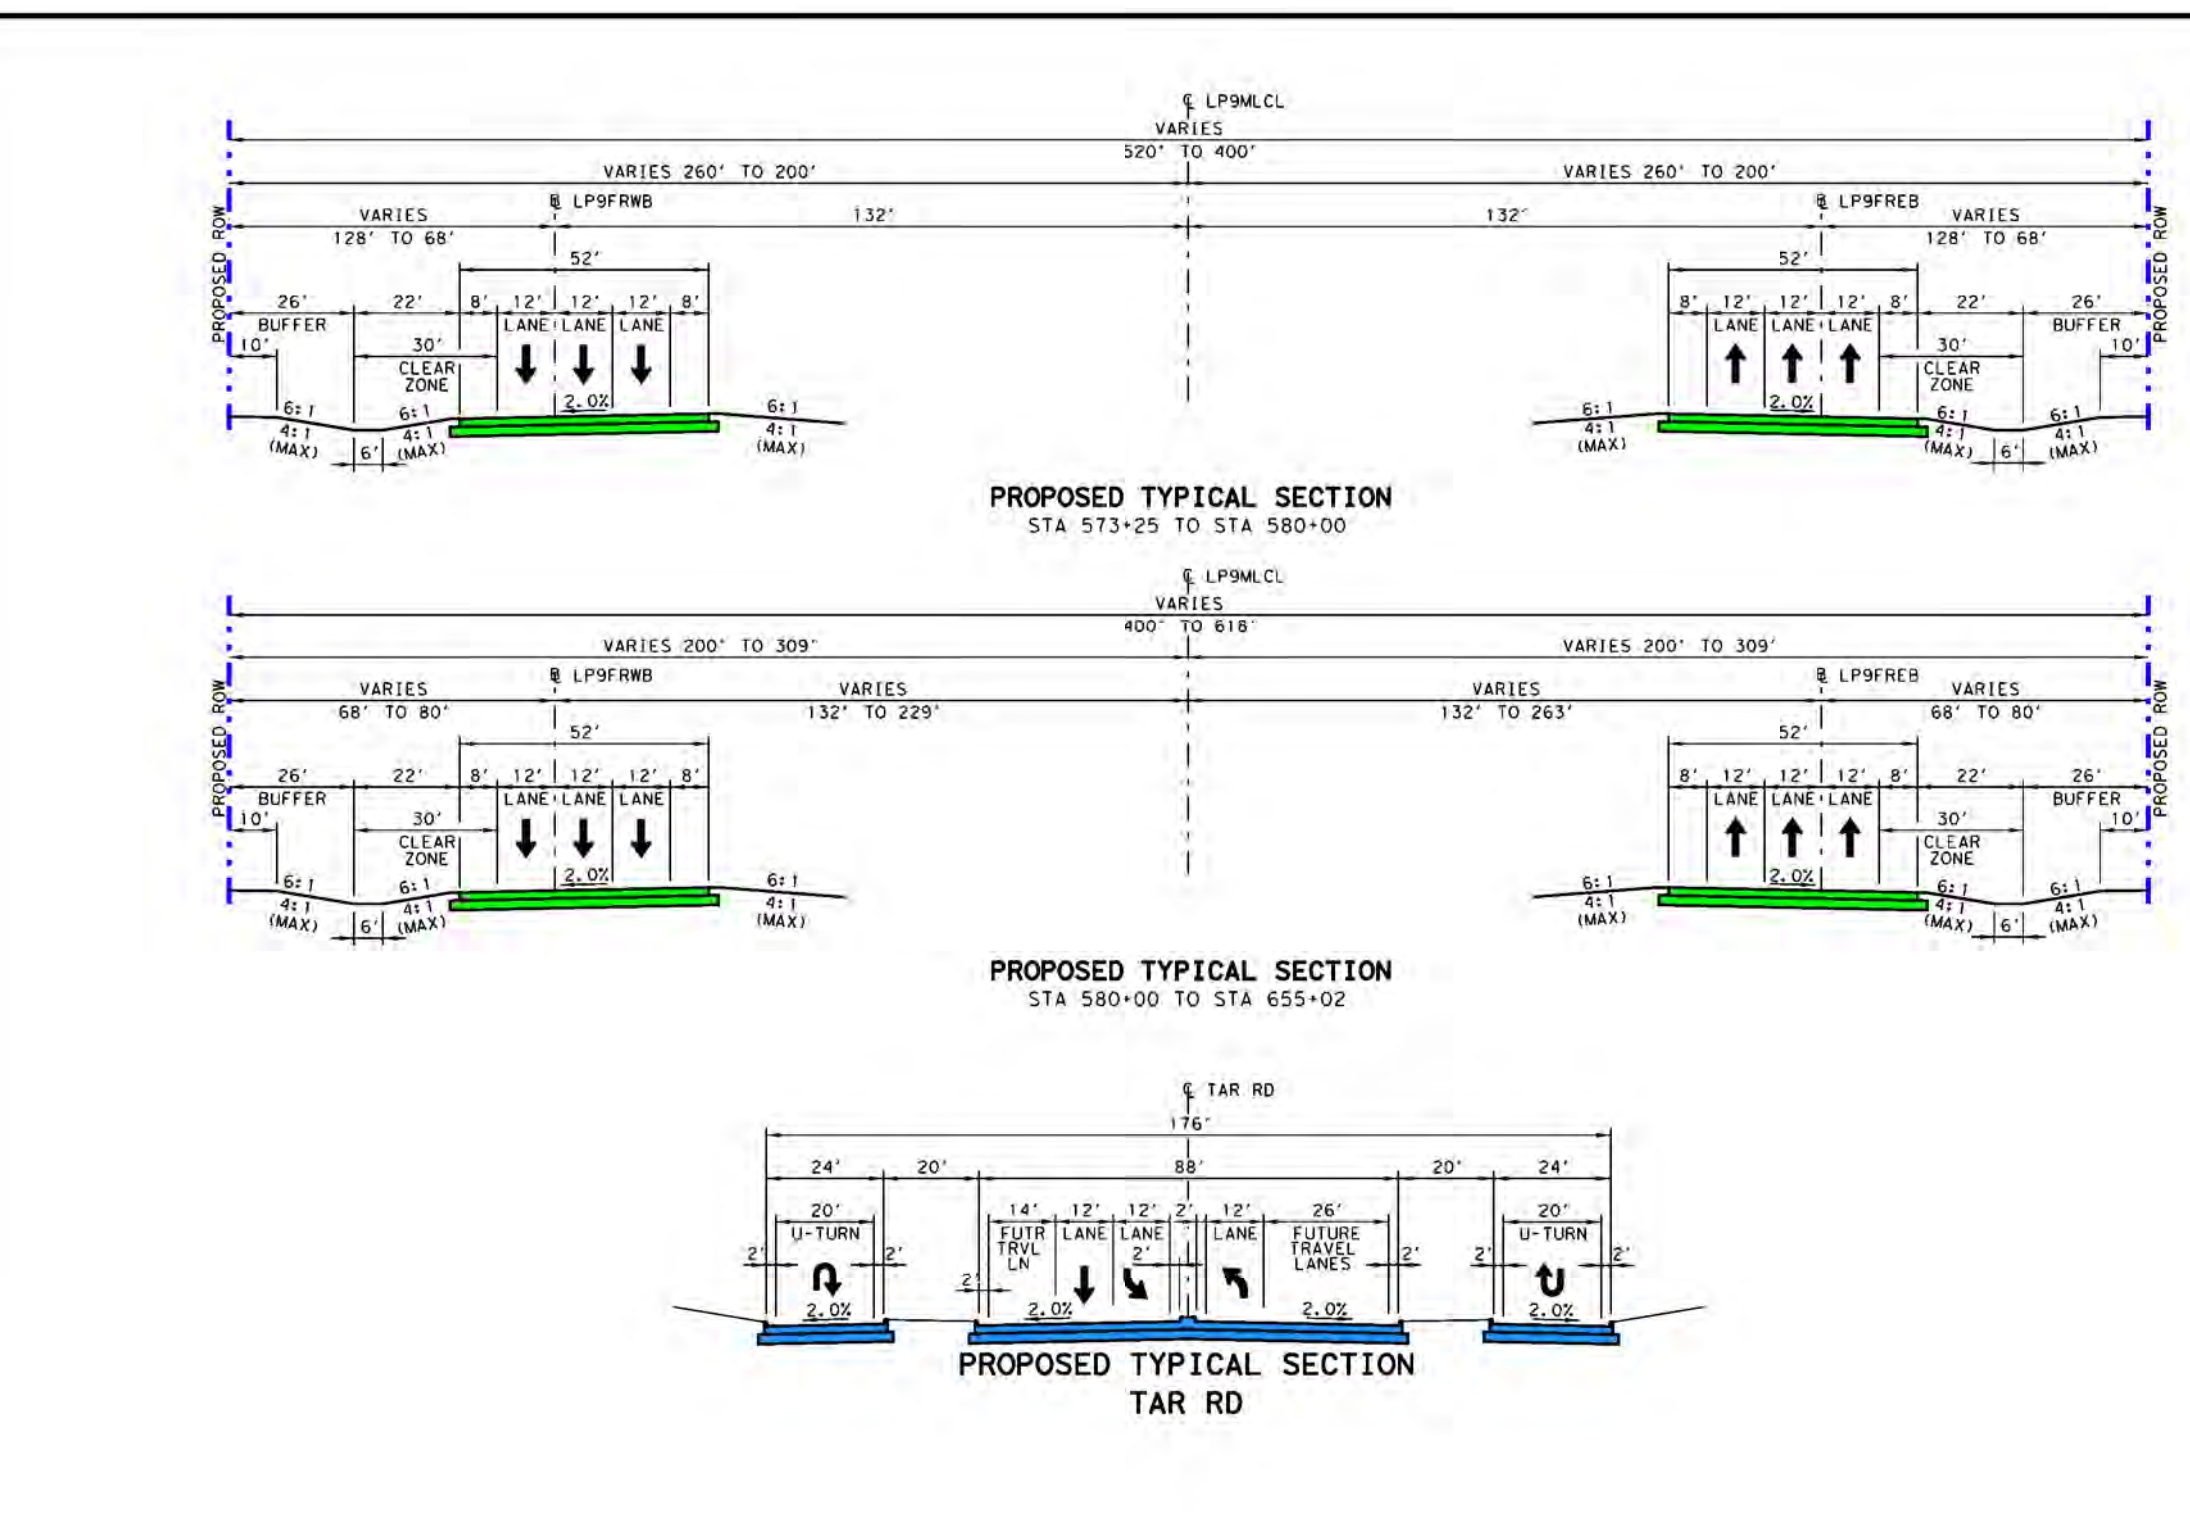 ℄ LP9MLCL
VARIES
520' TO 400'
VARIES 260' TO 200' VARIES 260' TO 200'
PROPOSED ROW VARIES ℄ LP9FRWB 132' 132' ℄ LP9FREB VARIES PROPOSED ROW
128' TO 68' 128' TO 68'
52' 52'
26' 22' 8' 12' 12' 12' 8' 8' 12' 12' 12' 8' 22' 26'
BUFFER LANE LANE LANE LANE LANE LANE BUFFER
10' 30' 30' 10'
CLEAR CLEAR
ZONE ZONE
6:1 6:1 2.0% 6:1 6:1 2.0% 6:1 6:1
4:1 4:1 4:1 4:1 4:1 4:1
(MAX) 6' (MAX) (MAX) (MAX) (MAX) 6' (MAX)
PROPOSED TYPICAL SECTION
STA 573+25 TO STA 580+00
℄ LP9MLCL
VARIES
400' TO 618'
VARIES 200' TO 309' VARIES 200' TO 309'
PROPOSED ROW VARIES ℄ LP9FRWB VARIES VARIES ℄ LP9FREB VARIES PROPOSED ROW
68' TO 80' 132' TO 229' 132' TO 263' 68' TO 80'
52' 52'
26' 22' 8' 12' 12' 12' 8' 8' 12' 12' 12' 8' 22' 26'
BUFFER LANE LANE LANE LANE LANE LANE BUFFER
10' 30' 30' 10'
CLEAR CLEAR
ZONE ZONE
6:1 6:1 2.0% 6:1 6:1 2.0% 6:1 6:1
4:1 4:1 4:1 4:1 4:1 4:1
(MAX) 6' (MAX) (MAX) (MAX) (MAX) 6' (MAX)
PROPOSED TYPICAL SECTION
STA 580+00 TO STA 655+02
℄ TAR RD
176'
24' 20' 88' 20' 24'
20' 14' 12' 12' 2' 12' 26' 20'
U-TURN FUTR LANE LANE LANE FUTURE U-TURN
TRVL TRAVEL
LN LANES
2' 2' 2' 2' 2' 2'
2'
2.0% 2.0% 2.0% 2.0%
PROPOSED TYPICAL SECTION
TAR RD